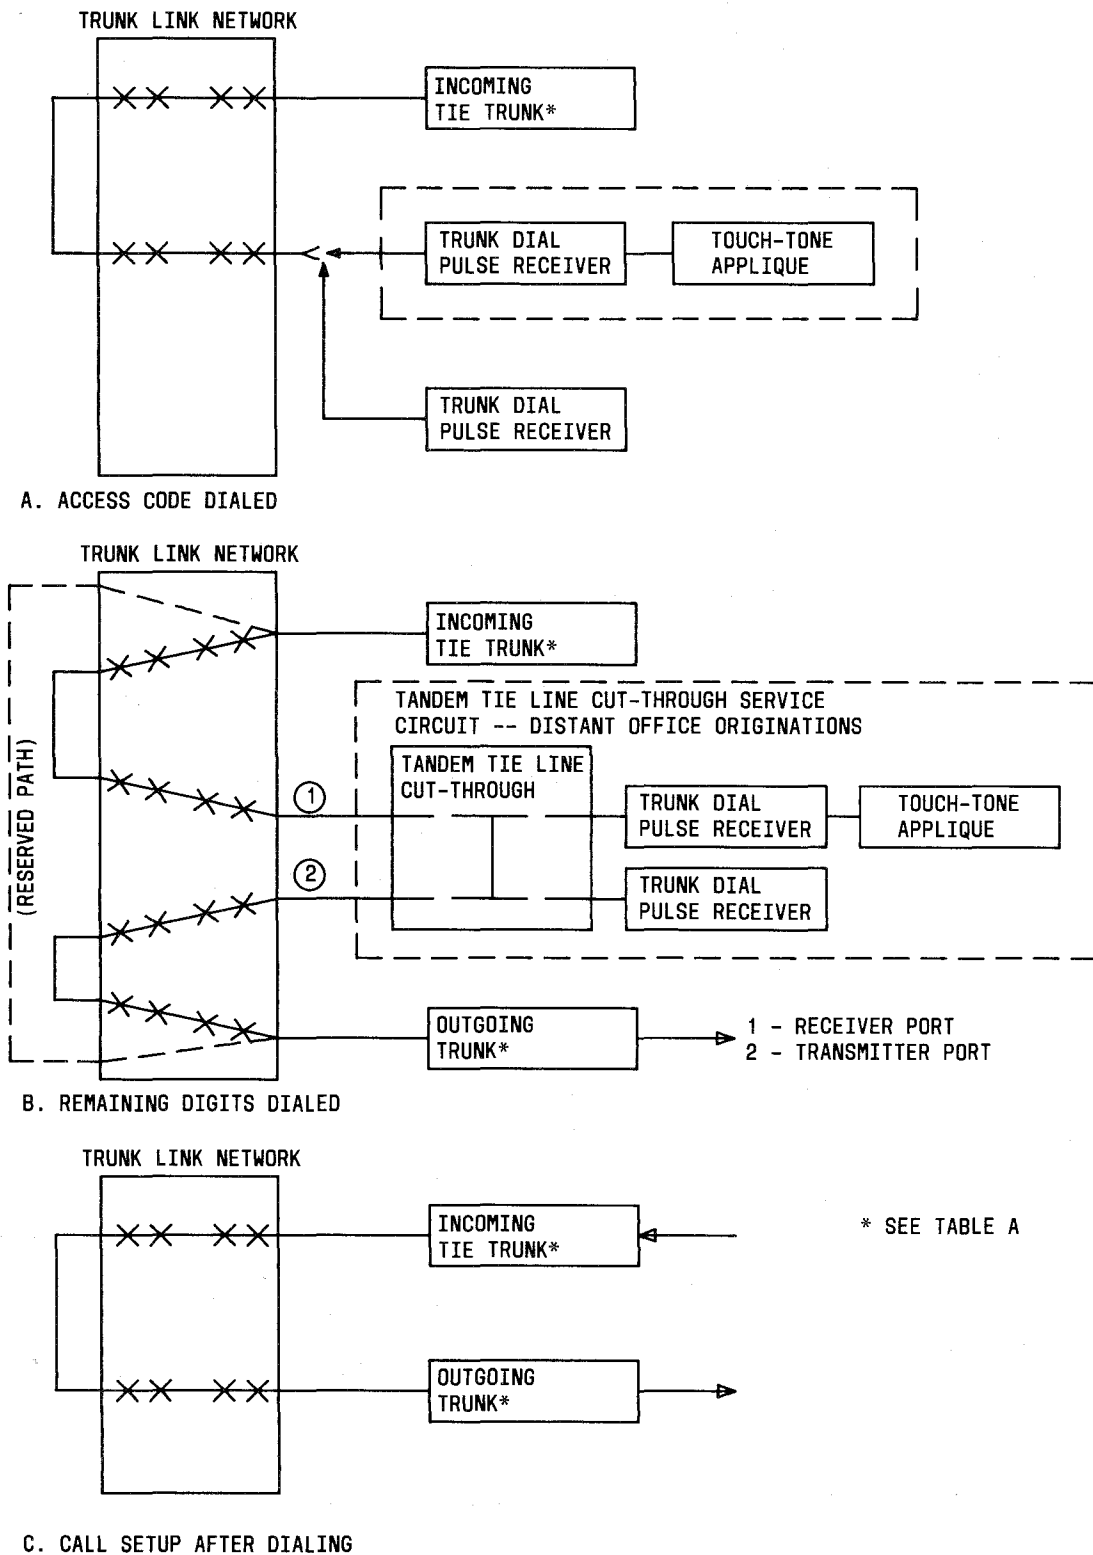 TRUNK LINK NETWORK
INCOMING
TIE TRUNK*
TRUNK DIAL
PULSE RECEIVER
TOUCH-TONE
APPLIQUE
TRUNK DIAL
PULSE RECEIVER
A. ACCESS CODE DIALED
TRUNK LINK NETWORK
INCOMING
TIE TRUNK*
(RESERVED PATH)
TANDEM TIE LINE CUT-THROUGH SERVICE
CIRCUIT -- DISTANT OFFICE ORIGINATIONS
TANDEM TIE LINE
CUT-THROUGH
1
TRUNK DIAL
PULSE RECEIVER
TOUCH-TONE
APPLIQUE
2
TRUNK DIAL
PULSE RECEIVER
OUTGOING
TRUNK*
1 - RECEIVER PORT
2 - TRANSMITTER PORT
B. REMAINING DIGITS DIALED
TRUNK LINK NETWORK
INCOMING
TIE TRUNK*
* SEE TABLE A
OUTGOING
TRUNK*
C. CALL SETUP AFTER DIALING